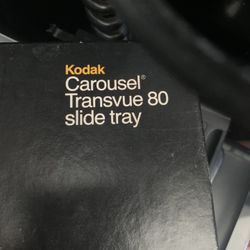 Kodak
Carousel®
Transvue 80
slide tray